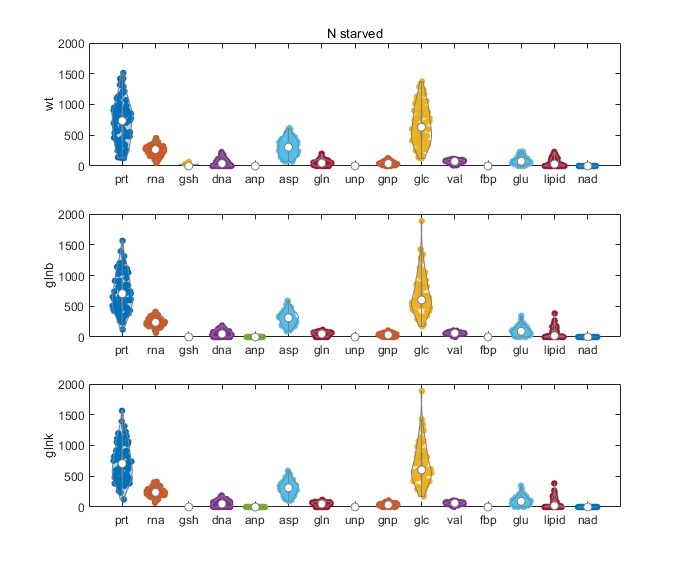 N starved
2000
1500
1000
500
0
wt
prt rna gsh dna anp asp gln unp gnp glc val fbp glu lipid nad
2000
1500
1000
500
0
glnb
prt rna gsh dna anp asp gln unp gnp glc val fbp glu lipid nad
2000
1500
1000
500
0
glnk
prt rna gsh dna anp asp gln unp gnp glc val fbp glu lipid nad